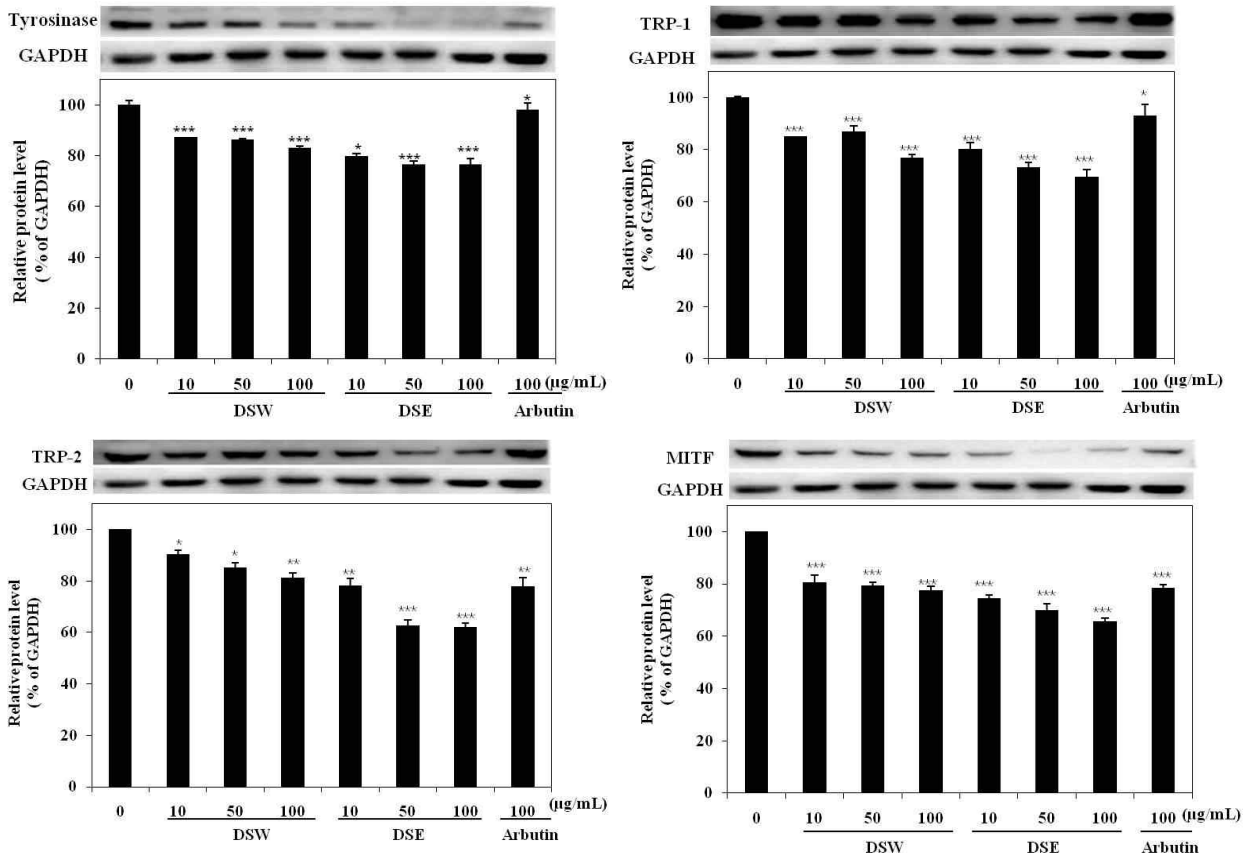 Tyrosinase
GAPDH
Relative protein level
( % of GAPDH)
100
80
60
40
20
0
***
***
***
*
***
***
*
0 10 50 100 10 50 100 100 (μg/mL)
DSW DSE Arbutin
TRP-1
GAPDH
Relative protein level
( % of GAPDH)
100
80
60
40
20
0
***
***
***
***
***
***
*
0 10 50 100 10 50 100 100 (μg/mL)
DSW DSE Arbutin
TRP-2
GAPDH
Relative protein level
( % of GAPDH)
100
80
60
40
20
0
*
*
**
**
***
***
**
0 10 50 100 10 50 100 100 (μg/mL)
DSW DSE Arbutin
MITF
GAPDH
Relative protein level
( % of GAPDH)
100
80
60
40
20
0
***
***
***
***
***
***
***
0 10 50 100 10 50 100 100 (μg/mL)
DSW DSE Arbutin